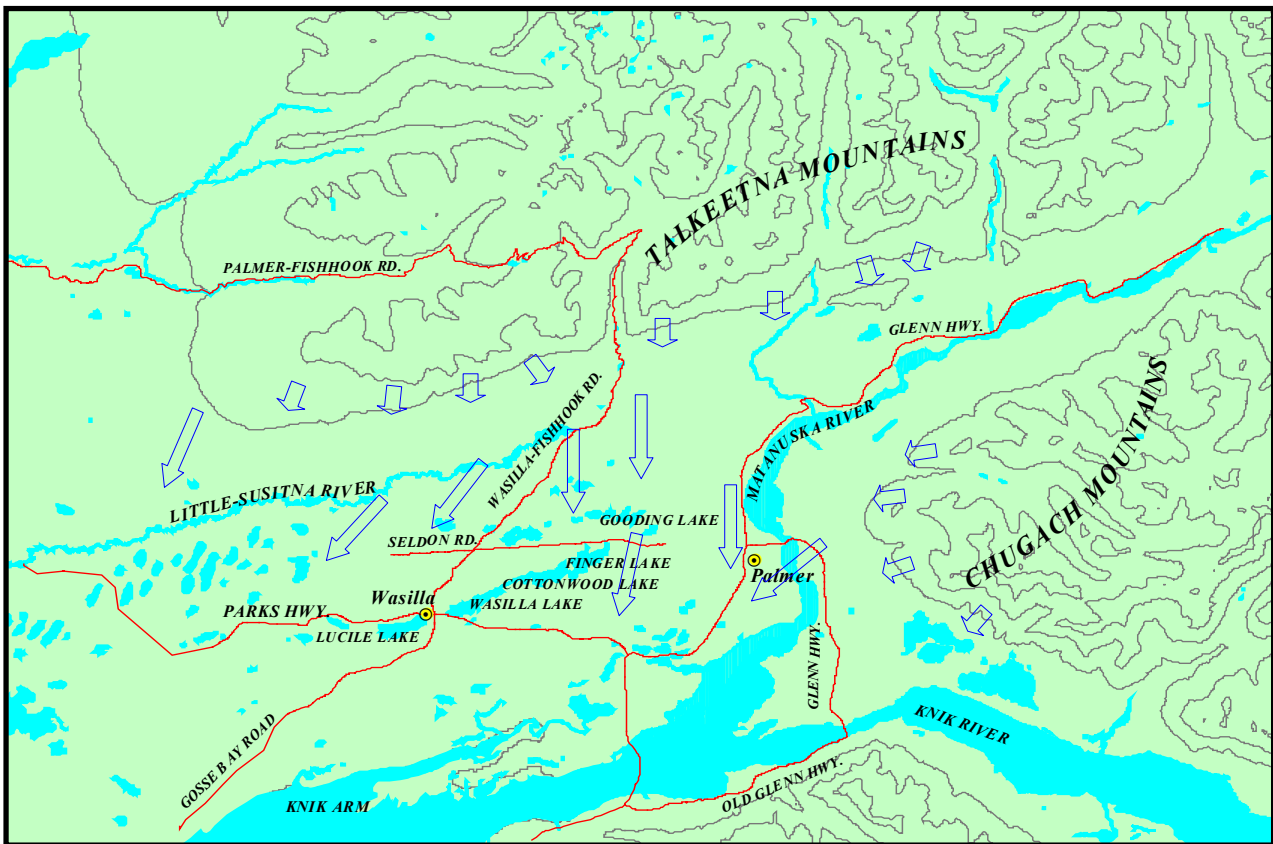 TALKEETNA MOUNTAINS
PALMER-FISHHOOK RD.
GLENN HWY.
CHUGACH MOUNTAINS
WASILLA-FISHHOOK RD.
MATANUSKA RIVER
LITTLE-SUSITNA RIVER
GOODING LAKE
SELDON RD.
FINGER LAKE
Palmer
COTTONWOOD LAKE
Wasilla
WASILLA LAKE
PARKS HWY.
LUCILE LAKE
GLENN HWY.
KNIK RIVER
GOSSE BAY ROAD
OLD GLENN HWY.
KNIK ARM